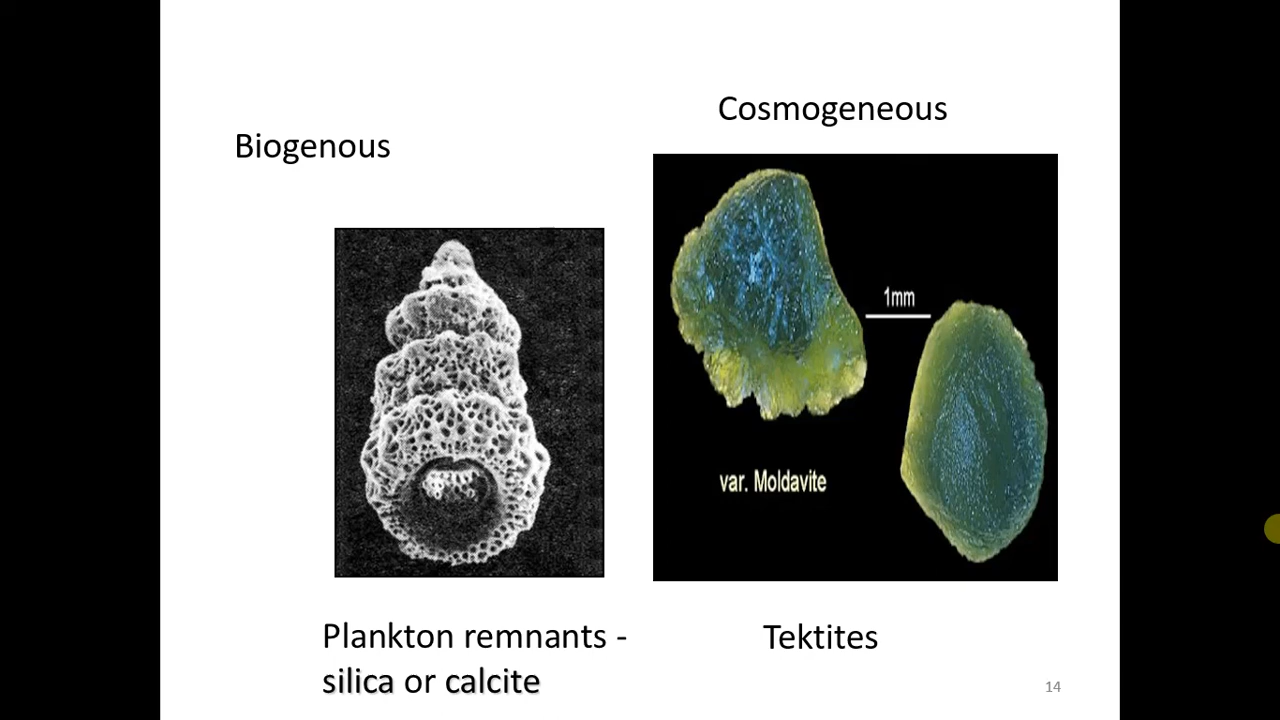 Cosmogeneous
Biogenous
1mm
var. Moldavite
Plankton remnants -
silica or calcite
Tektites
14